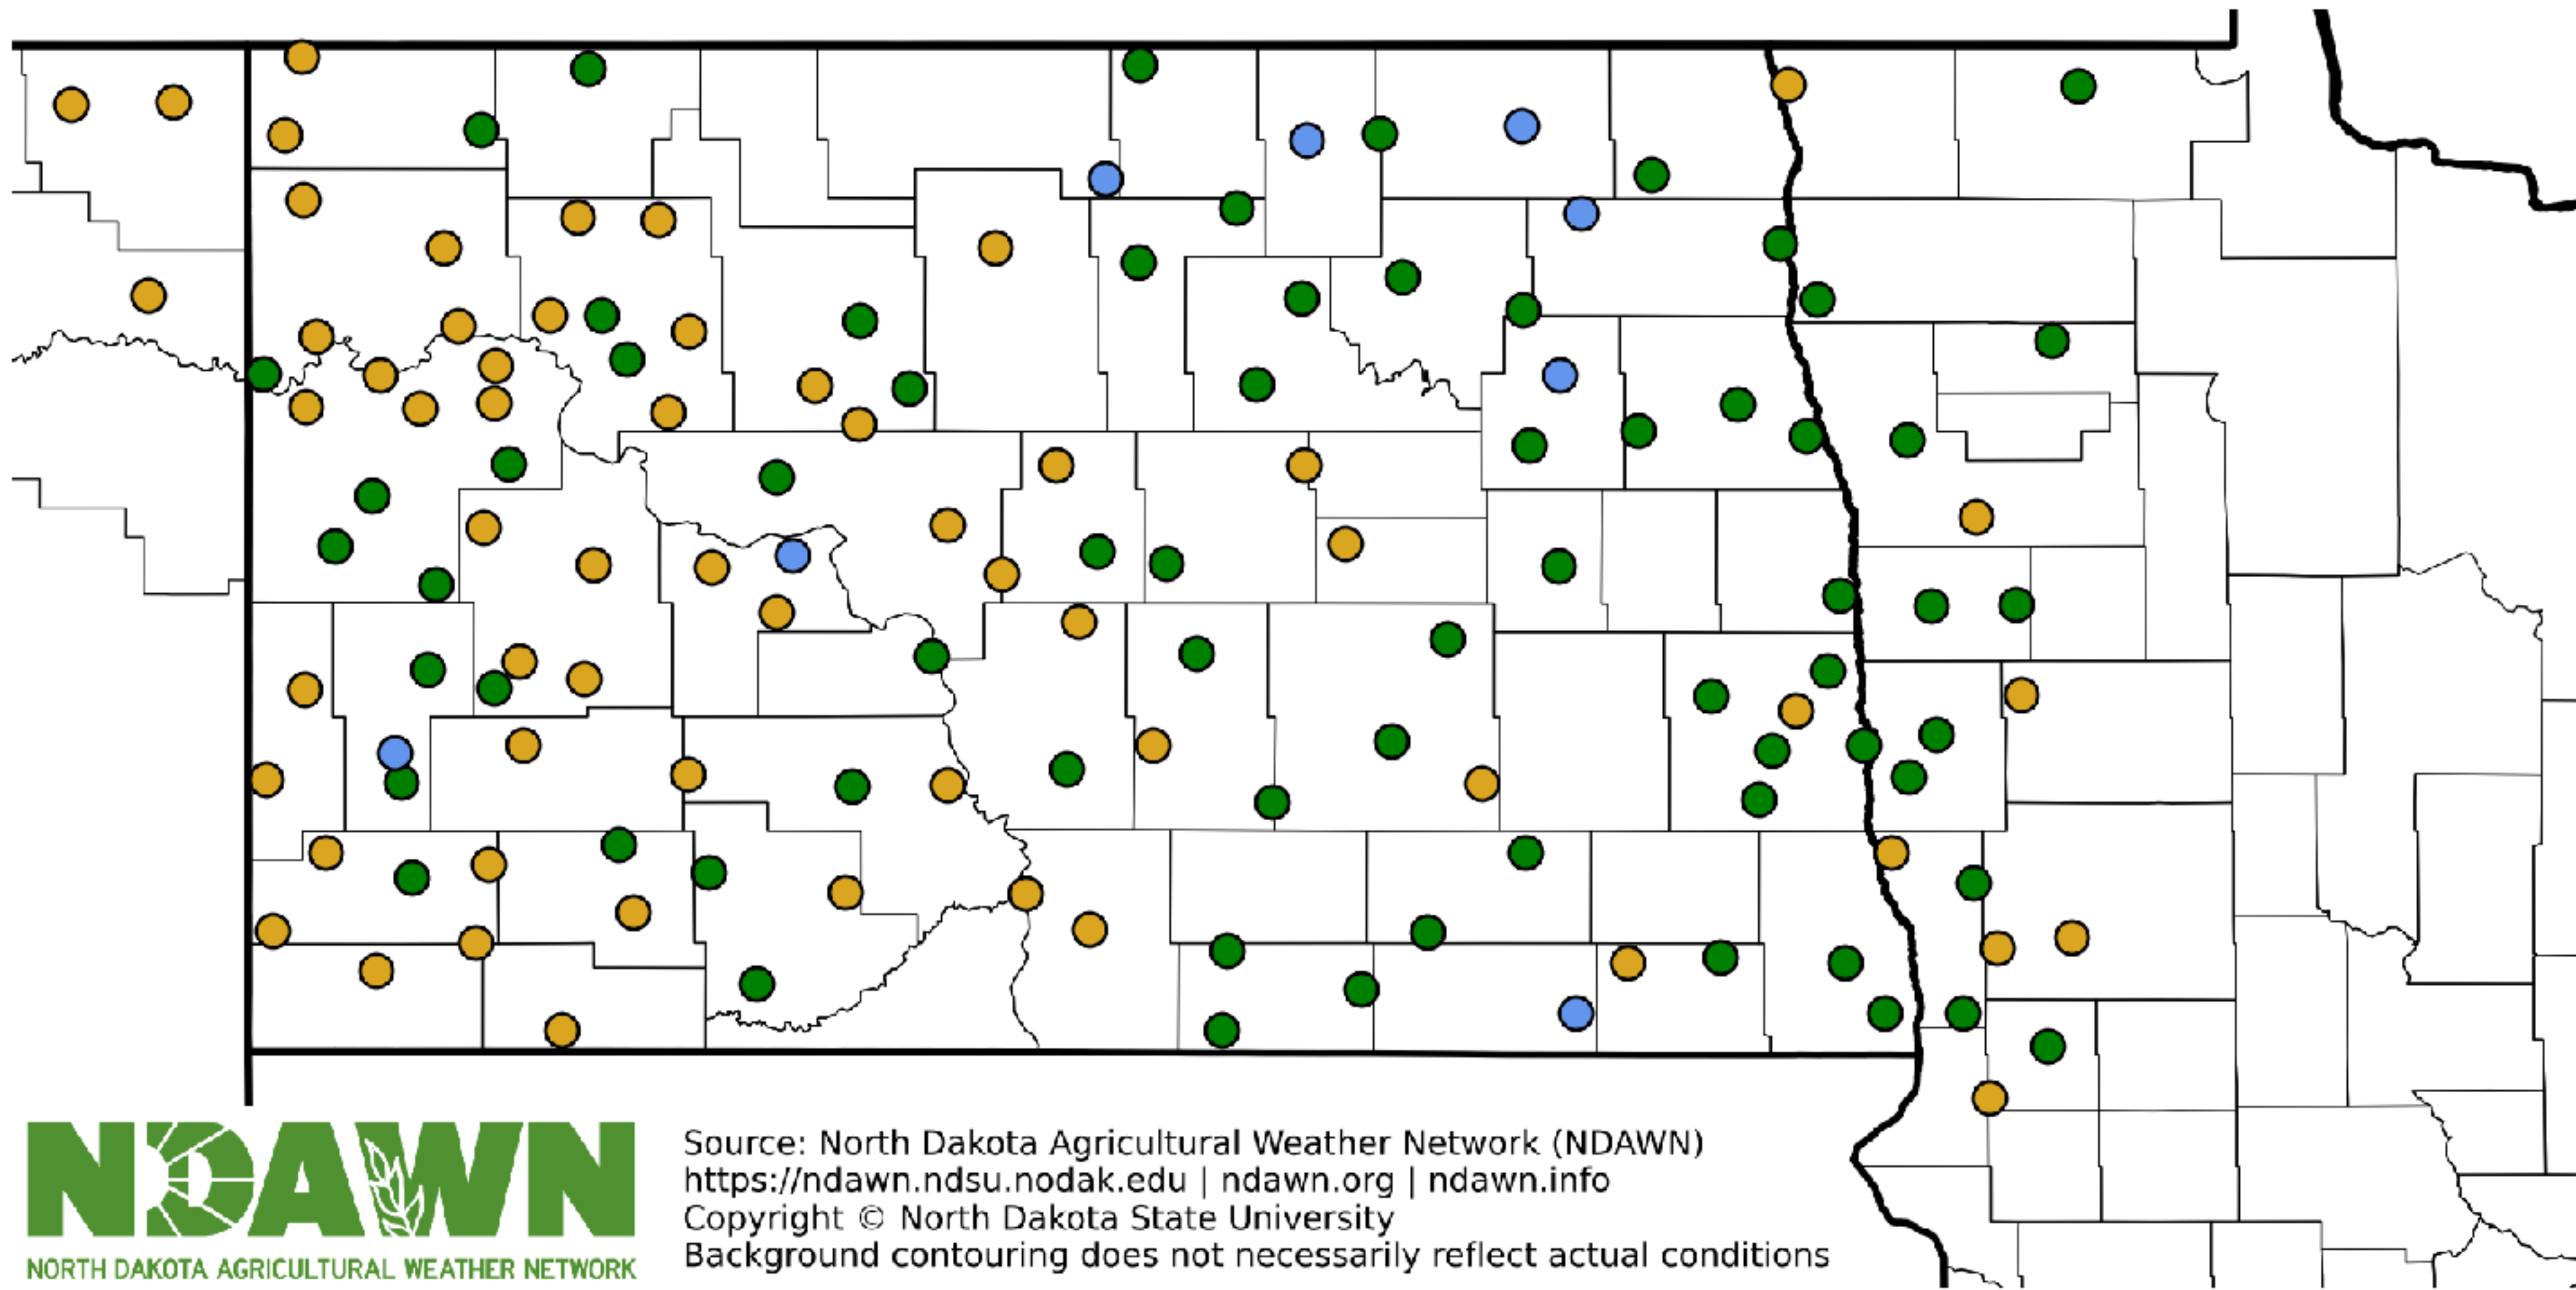 NDAWN
NORTH DAKOTA AGRICULTURAL WEATHER NETWORK
Source: North Dakota Agricultural Weather Network (NDAWN)
https://ndawn.ndsu.nodak.edu | ndawn.org | ndawn.info
Copyright © North Dakota State University
Background contouring does not necessarily reflect actual conditions